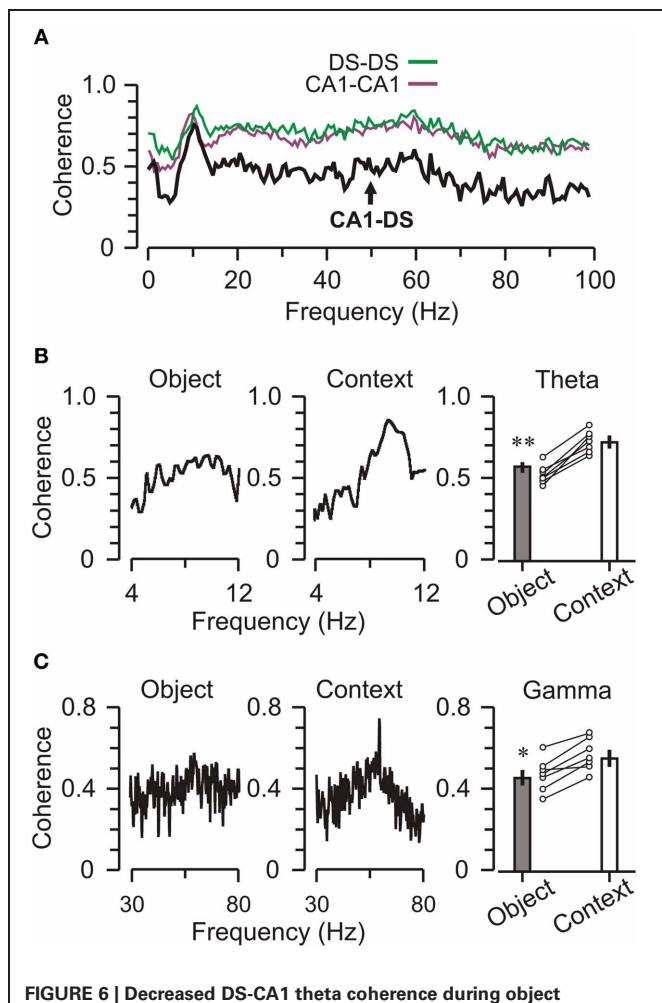 A
DS-DS
CA1-CA1
1.0
0.5
0
Coherence
CA1-DS
0 20 40 60 80 100
Frequency (Hz)
B
Object Context Theta
1.0 1.0 1.0
0.5 0.5 0.5
0 0 0
Coherence
**
4 12 4 12
Object Context
Frequency (Hz) Frequency (Hz)
C
Object Context Gamma
0.8 0.8 0.8
0.4 0.4 0.4
0 0 0
Coherence
*
30 80 30 80
Object Context
Frequency (Hz) Frequency (Hz)
FIGURE 6 | Decreased DS-CA1 theta coherence during object